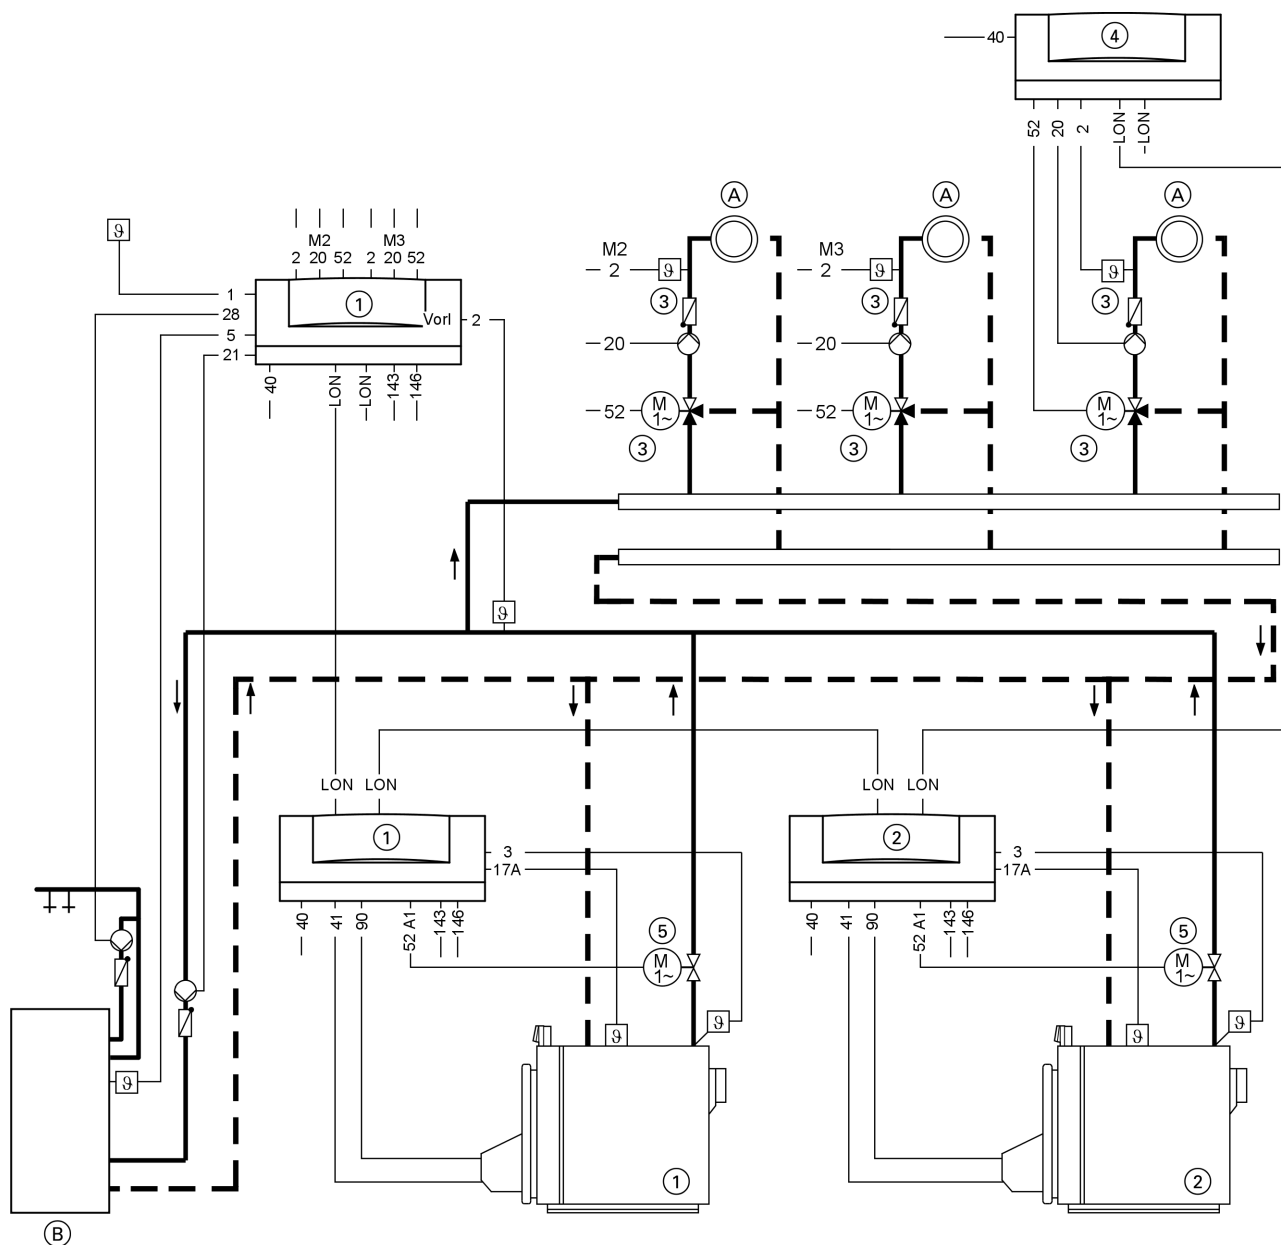 40
4
52 20 2 LON LON
A A A
ϑ
M2 M3
2 20 52 2 20 52
M2
2 ϑ
M3
2 ϑ
ϑ
1
28
5
21
1
Vorl 2
3 3 3
20 20
40 LON LON 143 146
52 M 1~
52 M 1~
M 1~
3 3 3
ϑ
LON LON LON LON
1
3
17A
2
3
17A
40 41 90 52 A1 143 146
40 41 90 52 A1 143 146
5 5
M 1~
M 1~
ϑ ϑ ϑ ϑ
ϑ
1 2
B